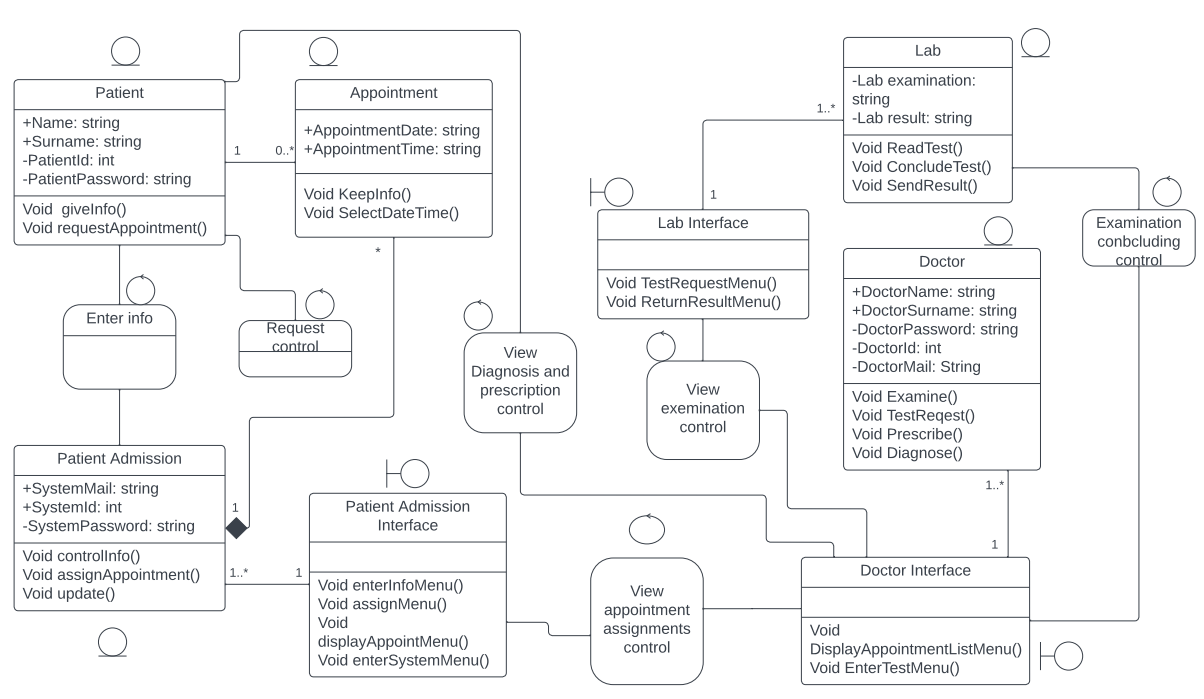 Patient
+Name: string
+Surname: string
-PatientId: int
-PatientPassword: string
Void  giveInfo()
Void requestAppointment()
1
0..*
Appointment
+AppointmentDate: string
+AppointmentTime: string
Void KeepInfo()
Void SelectDateTime()
*
Enter info
Request
control
Patient Admission
+SystemMail: string
+SystemId: int
-SystemPassword: string
Void controlInfo()
Void assignAppointment()
Void update()
1
1..*
1
Patient Admission
Interface
Void enterInfoMenu()
Void assignMenu()
Void
displayAppointMenu()
Void enterSystemMenu()
View
Diagnosis and
prescription
control
View
appointment
assignments
control
Lab Interface
Void TestRequestMenu()
Void ReturnResultMenu()
1
1..*
View
exemination
control
Lab
-Lab examination:
string
-Lab result: string
Void ReadTest()
Void ConcludeTest()
Void SendResult()
Examination
conbcluding
control
Doctor
+DoctorName: string
+DoctorSurname: string
-DoctorPassword: string
-DoctorId: int
-DoctorMail: String
Void Examine()
Void TestReqest()
Void Prescribe()
Void Diagnose()
1..*
1
Doctor Interface
Void
DisplayAppointmentListMenu()
Void EnterTestMenu()